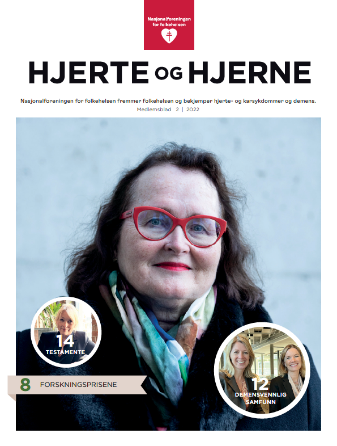 Nasjonalforeningen
for folkehelsen
HJERTE OG HJERNE
Nasjonalforeningen for folkehelsen fremmer folkehelsen og bekjemper hjerte- og karsykdommer og demens.
Medlemsblad 2 | 2022
14
TESTAMENTE
8 FORSKNINGSPRISENE
12
DEMENSVENNLIG
SAMFUNN